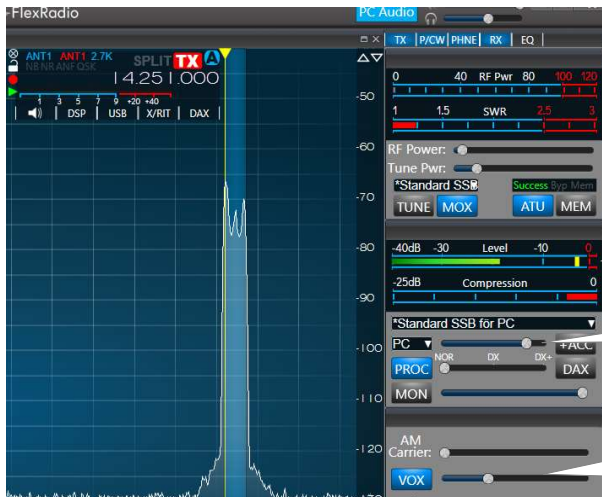 FlexRadio
PC Audio
TX P/CW PHNE RX EQ
ANT1 ANT1 2.7K SPLIT TX A
NB NR ANF QSK
14.251.000
1 3 5 7 9 +20 +40
DSP USB X/RIT DAX
-50
-60
-70
-80
-90
-100
-110
-120
0 40 RF Pwr 80 100 120
1 1.5 SWR 2.5 3
RF Power:
Tune Pwr:
*Standard SSB Success Byp Mem
TUNE MOX ATU MEM
-40dB -30 Level -10 0
-25dB Compression 0
*Standard SSB för PC
PC +ACC
NOR DX DX+
PROC DAX
MON
AM
Carrier:
VOX